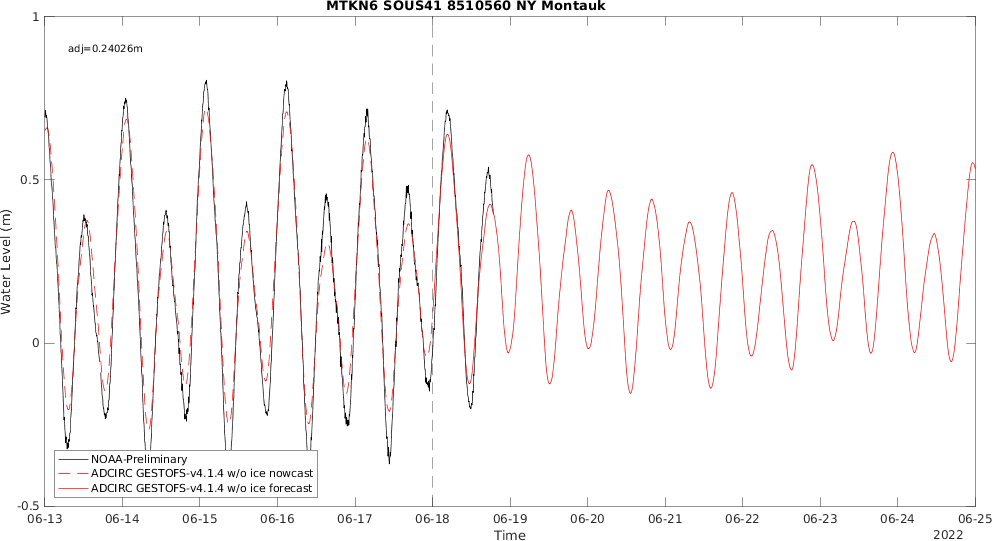 MTKN6 SOUS41 8510560 NY Montauk
1
adj=0.24026m
0.5
Water Level (m)
0
NOAA-Preliminary
ADCIRC GESTOFS-v4.1.4 w/o ice nowcast
ADCIRC GESTOFS-v4.1.4 w/o ice forecast
-0.5
06-13 06-14 06-15 06-16 06-17 06-18 06-19 06-20 06-21 06-22 06-23 06-24 06-25
Time
2022